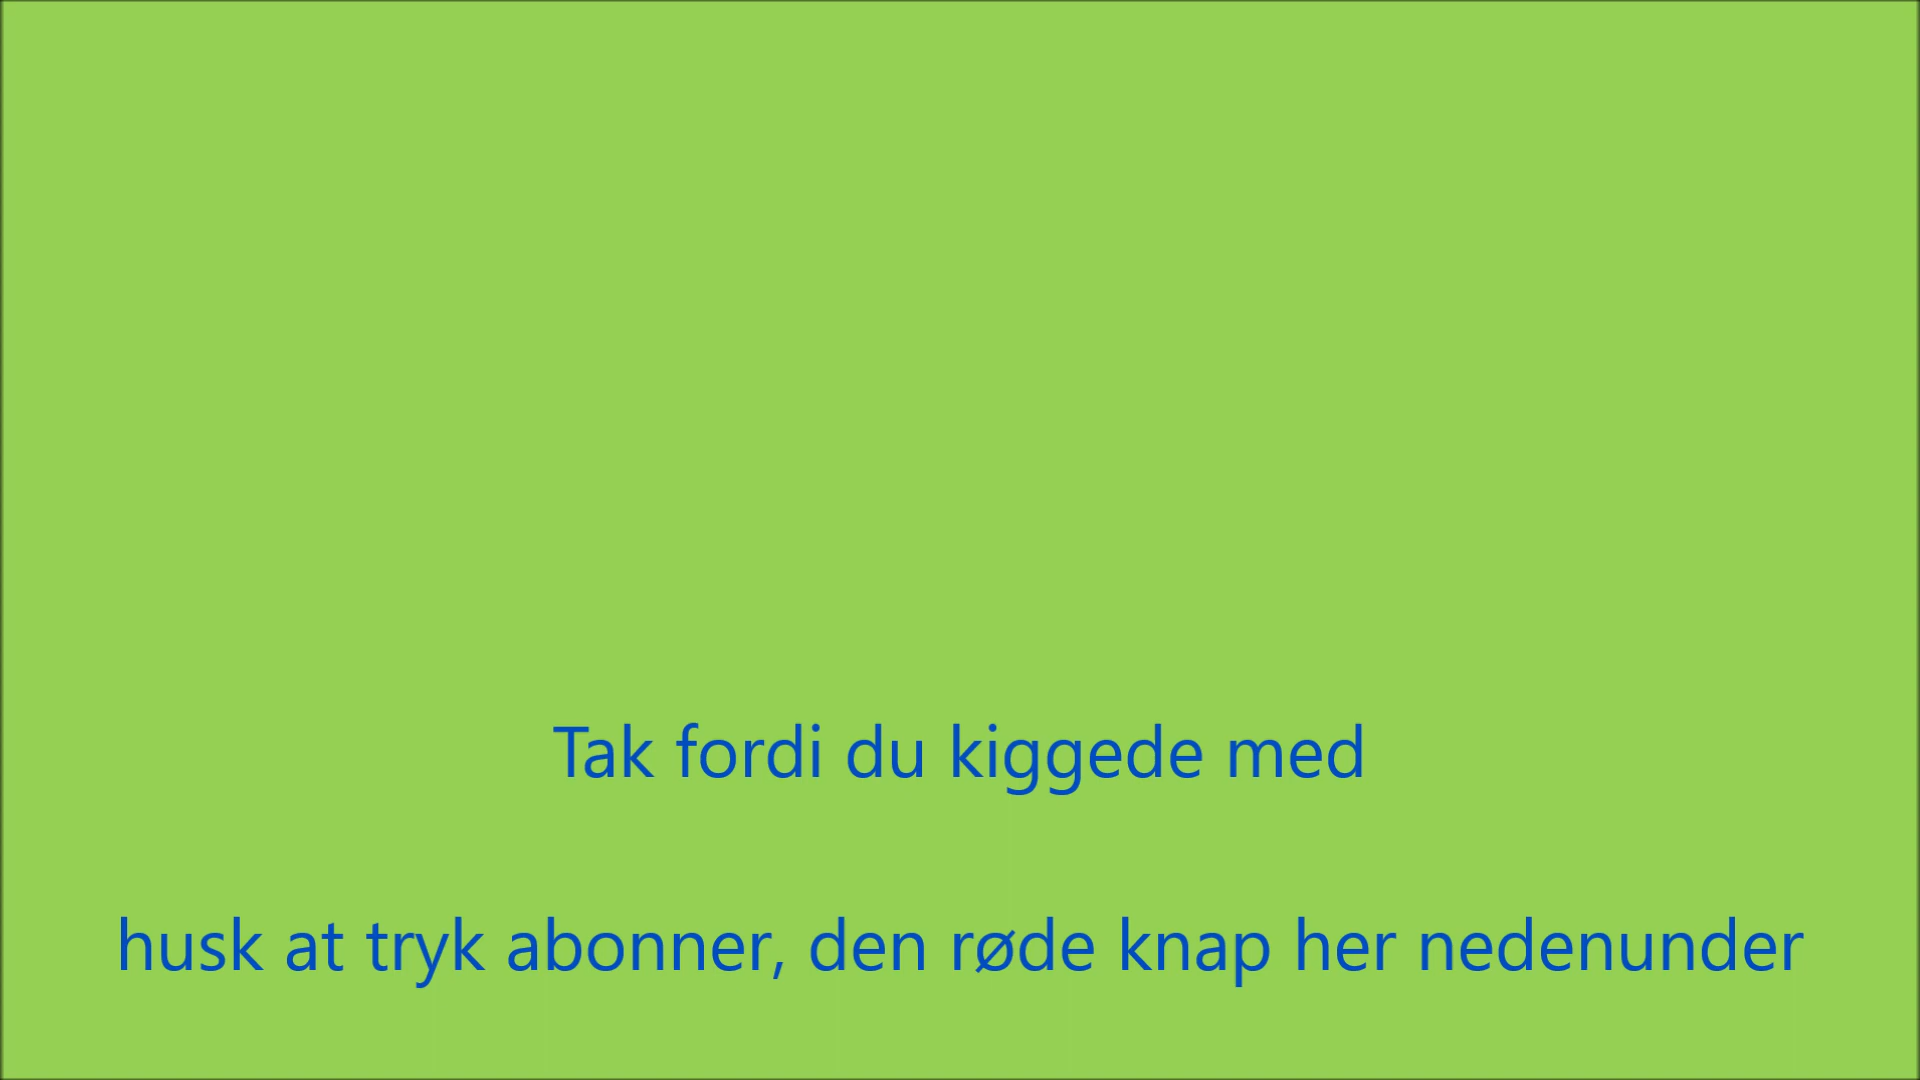 Tak fordi du kiggede med
husk at tryk abonner, den røde knap her nedenunder